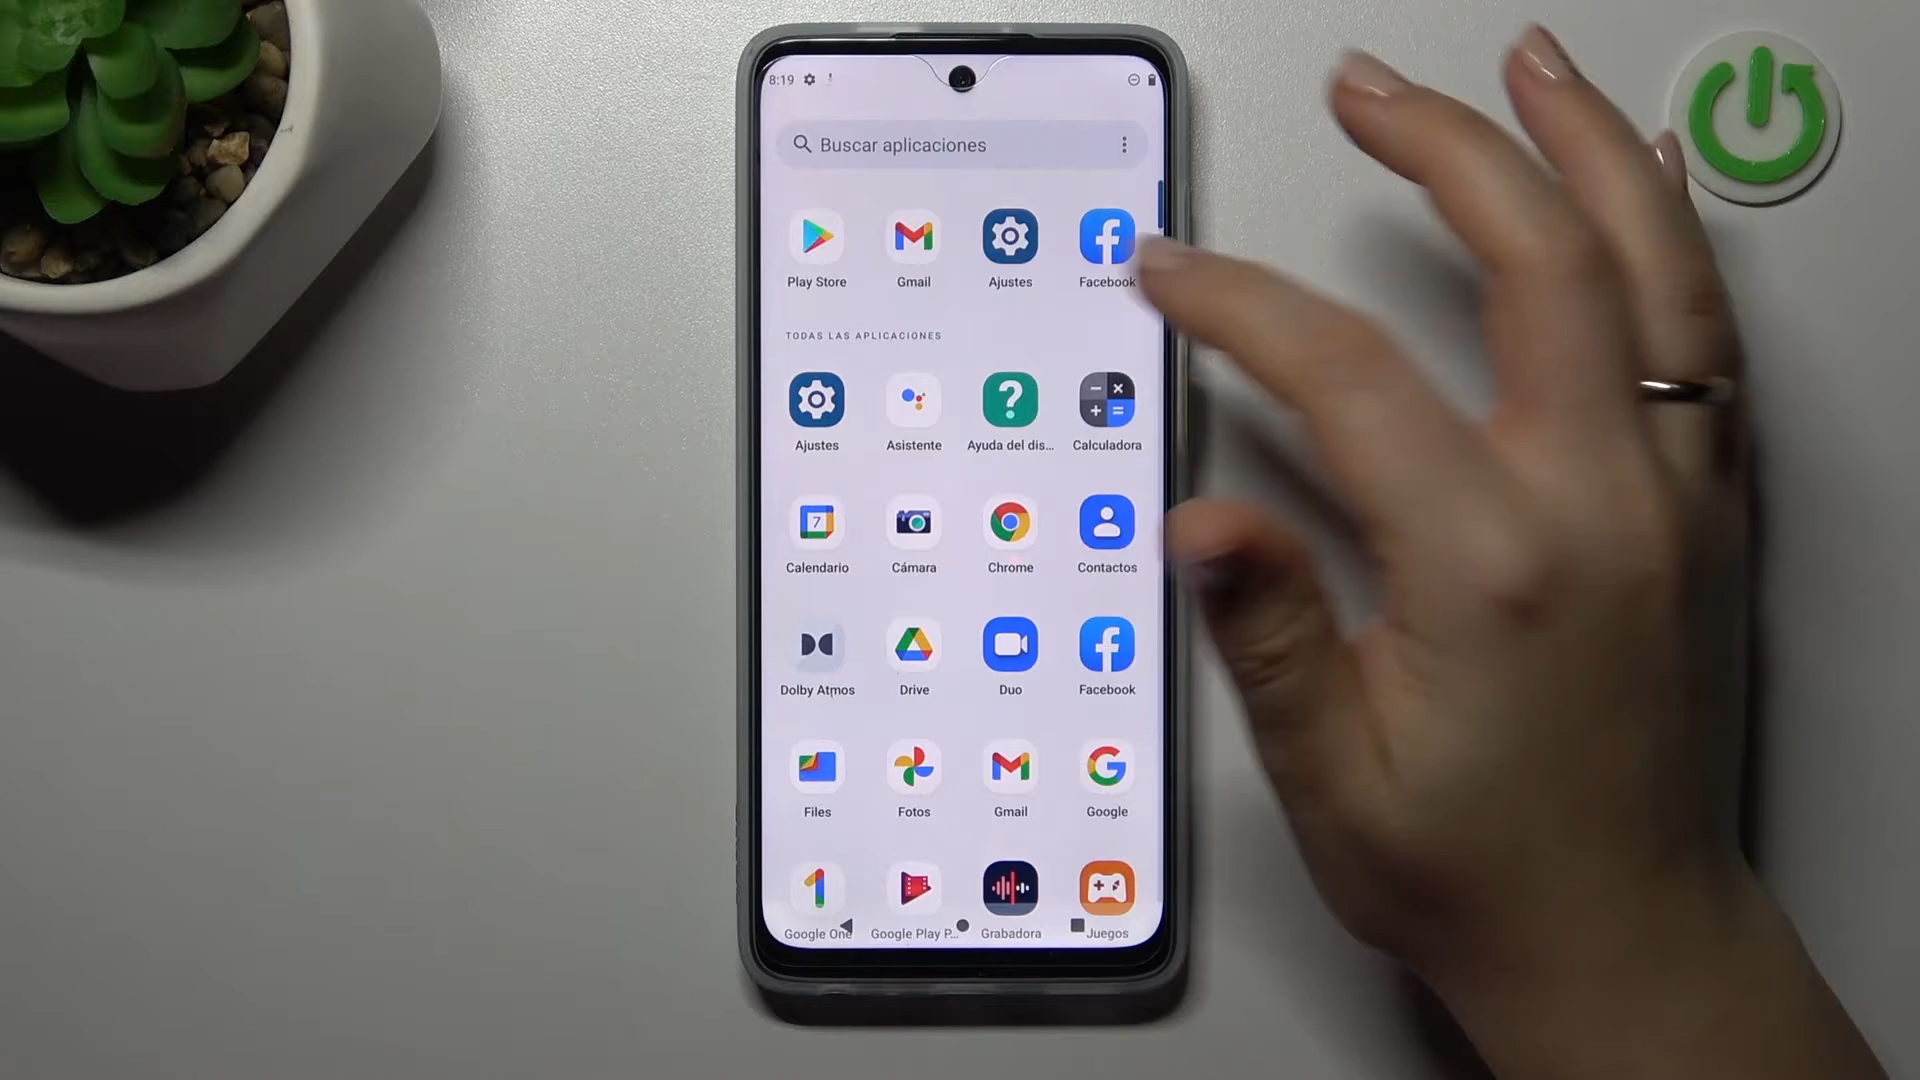 8:19
Buscar aplicaciones
Play Store Gmail Ajustes Facebook
TODAS LAS APLICACIONES
Ajustes Asistente Ayuda del dis... Calculadora
7
Calendario Cámara Chrome Contactos
Dolby Atmos Drive Duo Facebook
Files Fotos Gmail Google
Google One Google Play P... Grabadora Juegos